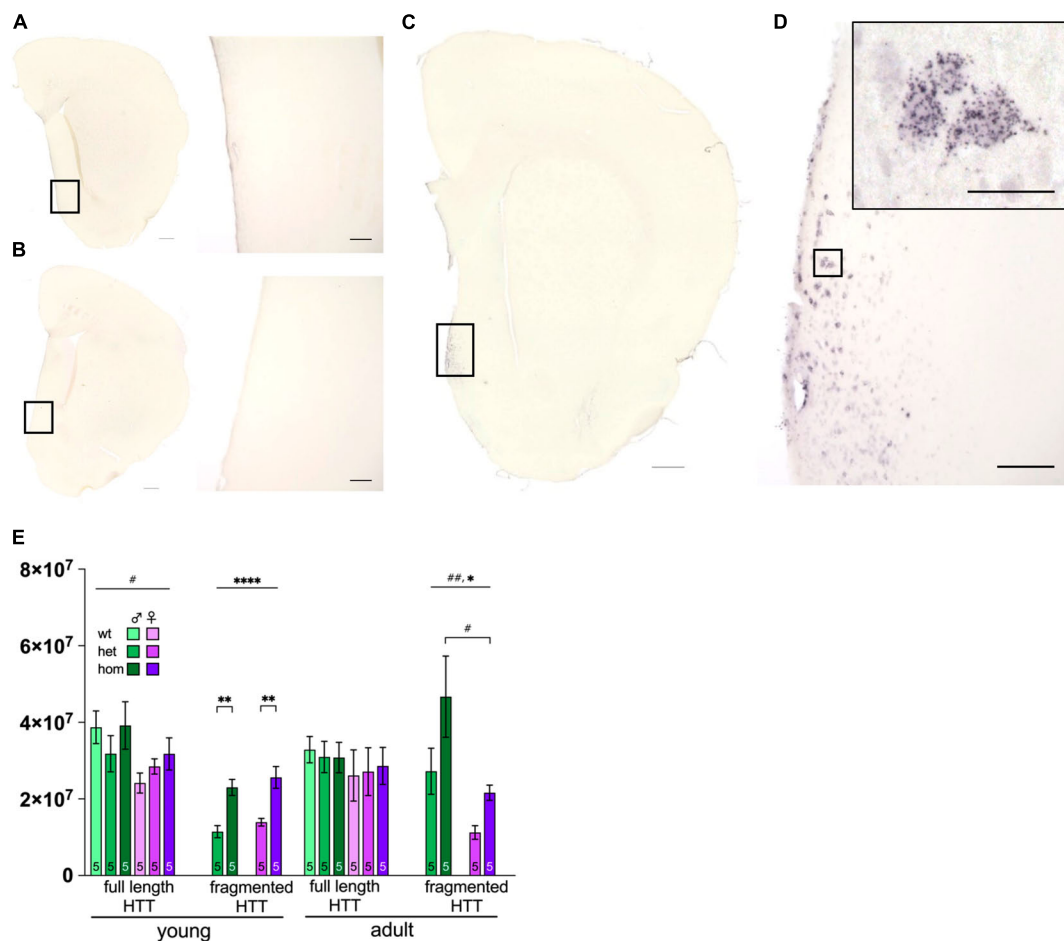 A
B
C
D
E
8×10⁷
6×10⁷
4×10⁷
2×10⁷
0
# **** ##, *
#
♂ ♀
wt
het
hom
** **
5 5 5 5 5 5 5 5 5 5 5 5 5 5 5 5 5 5 5 5
full length fragmented full length fragmented
HTT HTT HTT HTT
young adult